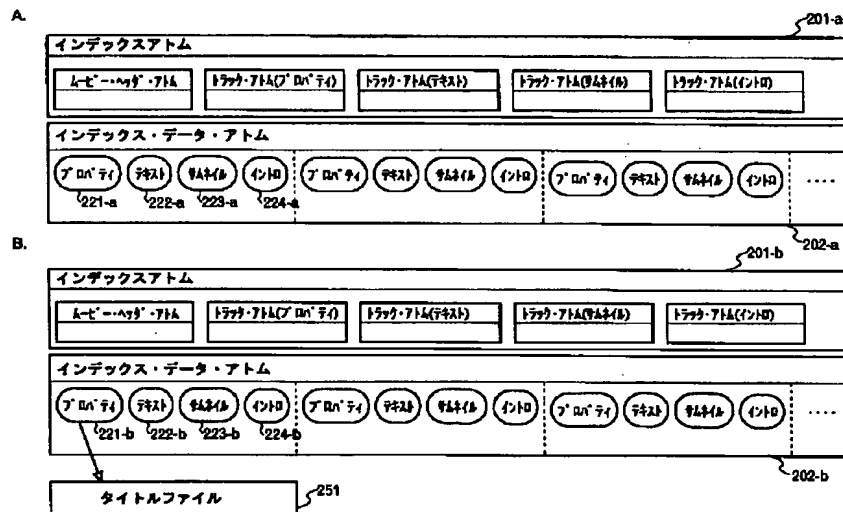 A.
201-a
インデックスアトム
ムービー・ヘッダ・アトム トラック・アトム(プロパティ) トラック・アトム(テキスト) トラック・アトム(サムネイル) トラック・アトム(イントロ)
インデックス・データ・アトム
プロパティ テキスト サムネイル イントロ プロパティ テキスト サムネイル イントロ プロパティ テキスト サムネイル イントロ ....
221-a 222-a 223-a 224-a
202-a
B.
201-b
インデックスアトム
ムービー・ヘッダ・アトム トラック・アトム(プロパティ) トラック・アトム(テキスト) トラック・アトム(サムネイル) トラック・アトム(イントロ)
インデックス・データ・アトム
プロパティ テキスト サムネイル イントロ プロパティ テキスト サムネイル イントロ プロパティ テキスト サムネイル イントロ ....
221-b 222-b 223-b 224-b
202-b
タイトルファイル
251